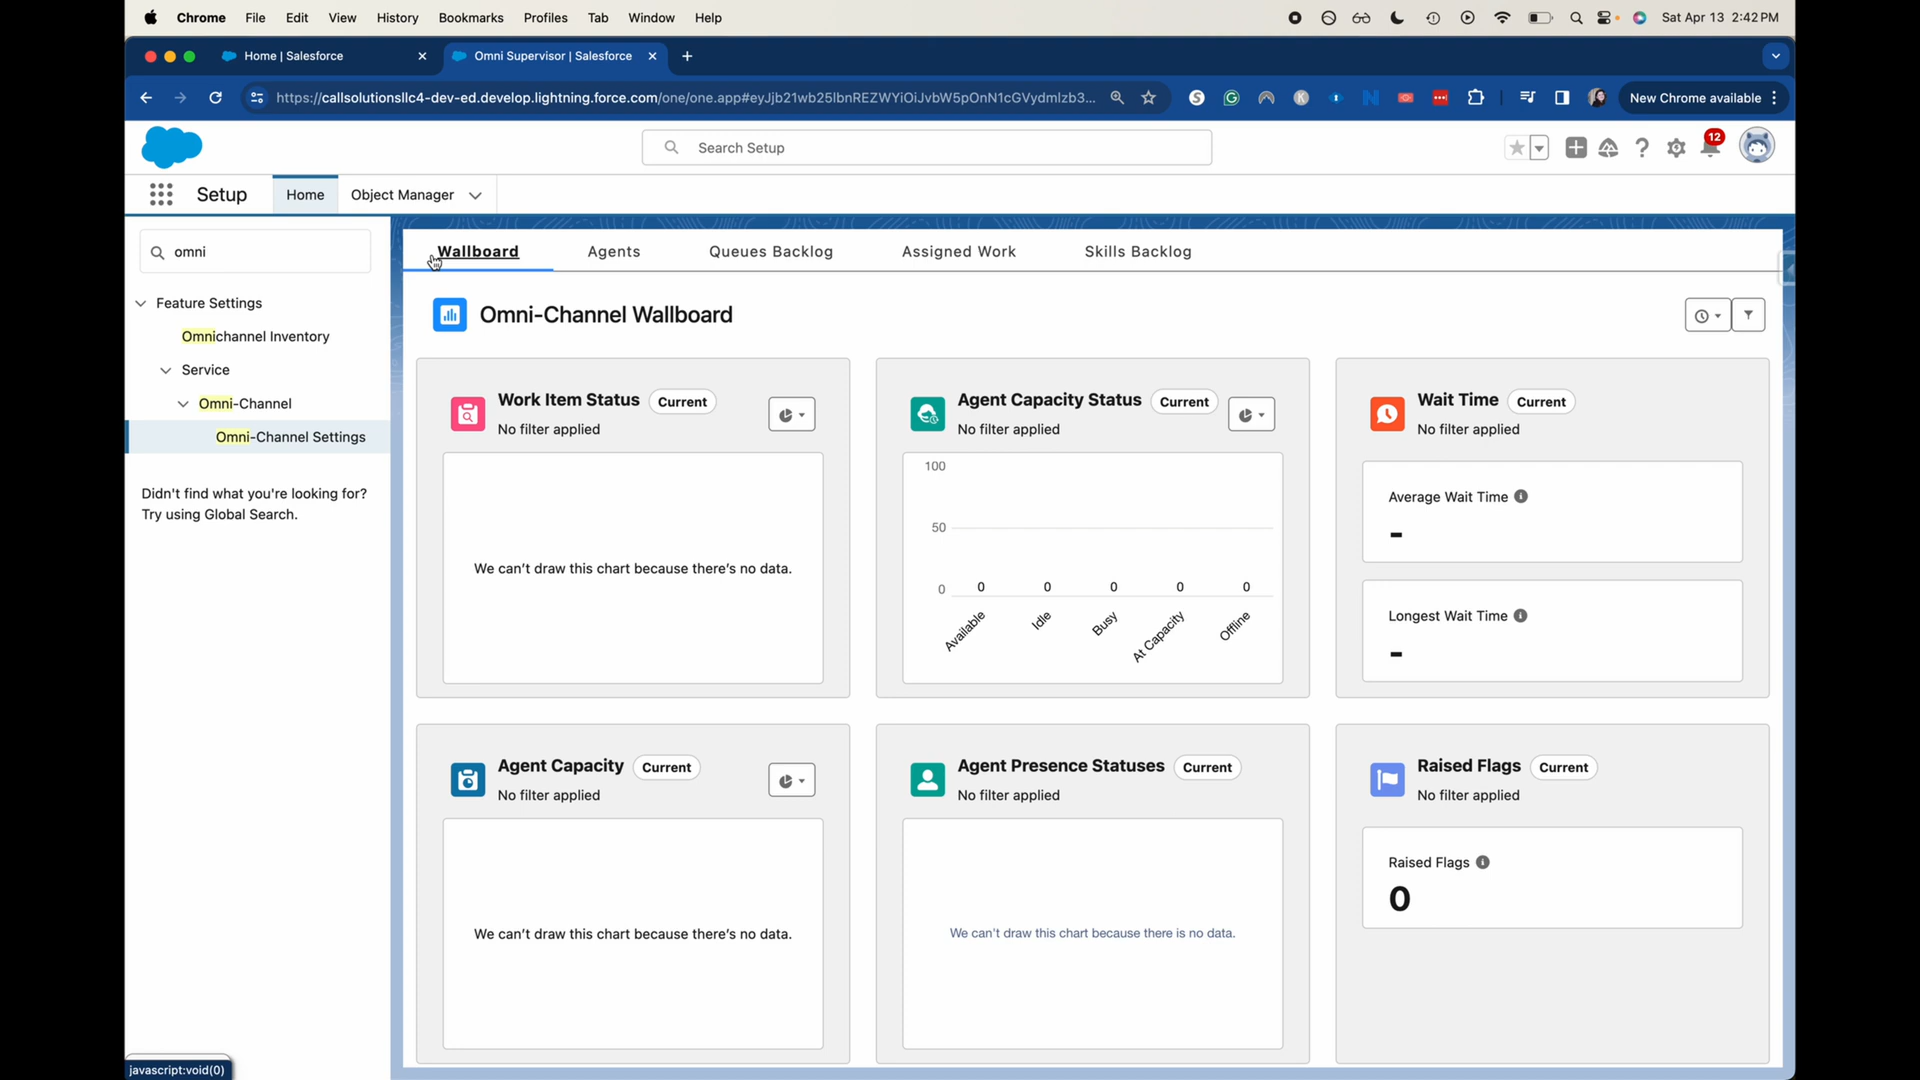 Chrome File Edit View History Bookmarks Profiles Tab Window Help
Sat Apr 13 2:42 PM
Home | Salesforce
Omni Supervisor | Salesforce
https://callsolutionsllc4-dev-ed.develop.lightning.force.com/one/one.app#eyJjb21wb25lbnREZWYiOiJvbW5pOnN1cGVydmlzb3...
New Chrome available
Search Setup
12
Setup
Home
Object Manager
omni
Feature Settings
Omnichannel Inventory
Service
Omni-Channel
Omni-Channel Settings
Didn't find what you're looking for?
Try using Global Search.
Wallboard
Agents
Queues Backlog
Assigned Work
Skills Backlog
Omni-Channel Wallboard
Work Item Status Current
No filter applied
We can't draw this chart because there's no data.
Agent Capacity Status Current
No filter applied
100
50
0
0 0 0 0 0
Available Idle Busy At Capacity Offline
Wait Time Current
No filter applied
Average Wait Time
-
Longest Wait Time
-
Agent Capacity Current
No filter applied
We can't draw this chart because there's no data.
Agent Presence Statuses Current
No filter applied
We can't draw this chart because there is no data.
Raised Flags Current
No filter applied
Raised Flags
0
javascript:void(0)